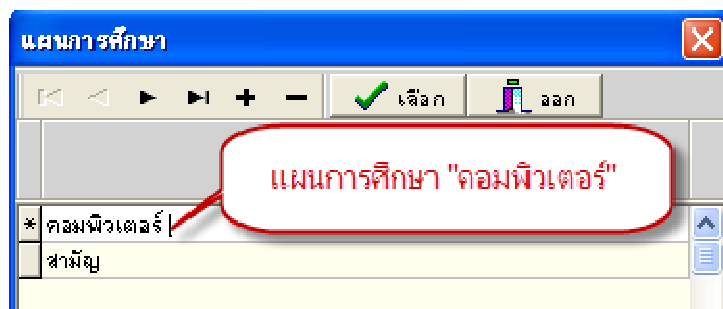 แผนการศึกษา
เลือก ออก
แผนการศึกษา "คอมพิวเตอร์"
* คอมพิวเตอร์
สามัญ